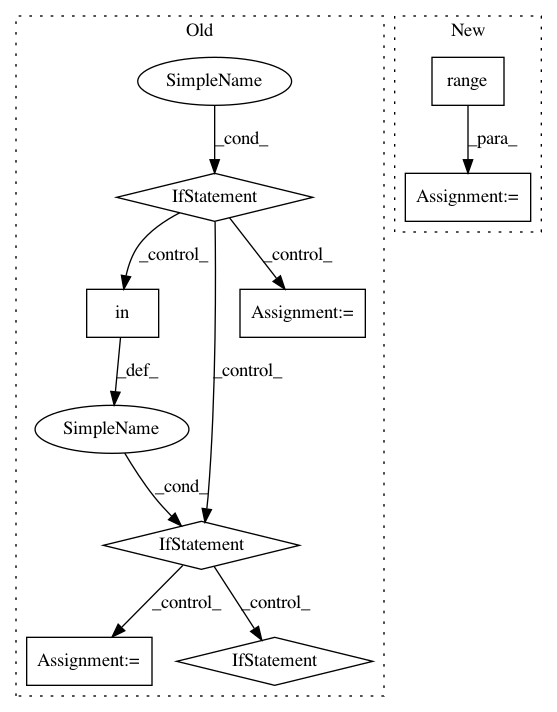 Old
New
SimpleName
range
_cond_
_para_
IfStatement
Assignment:=
_control_
_control_
in
_control_
Assignment:=
_def_
SimpleName
_cond_
IfStatement
_control_
_control_
Assignment:=
IfStatement